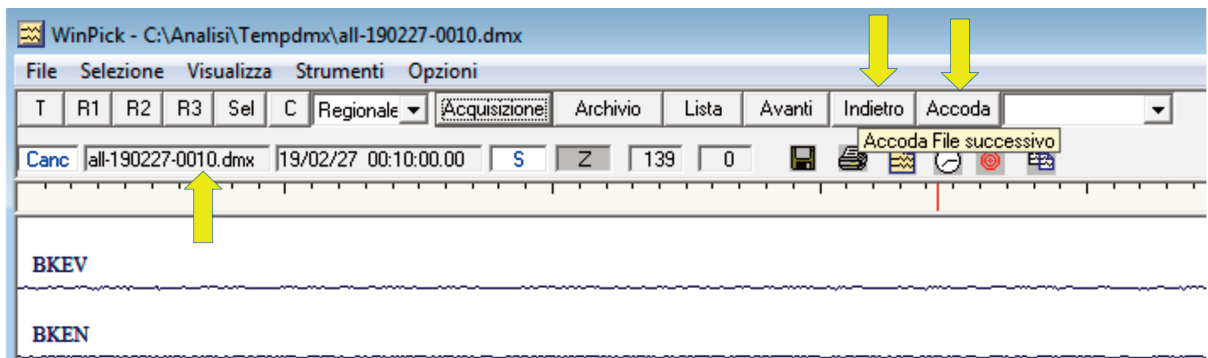 WinPick - C:\Analisi\Tempdmx\all-190227-0010.dmx
File Selezione Visualizza Strumenti Opzioni
T R1 R2 R3 Sel C Regionale Acquisizione Archivio Lista Avanti Indietro Accoda
Accoda File successivo
Canc all-190227-0010.dmx 19/02/27 00:10:00.00 S Z 139 0
BKEV
BKEN